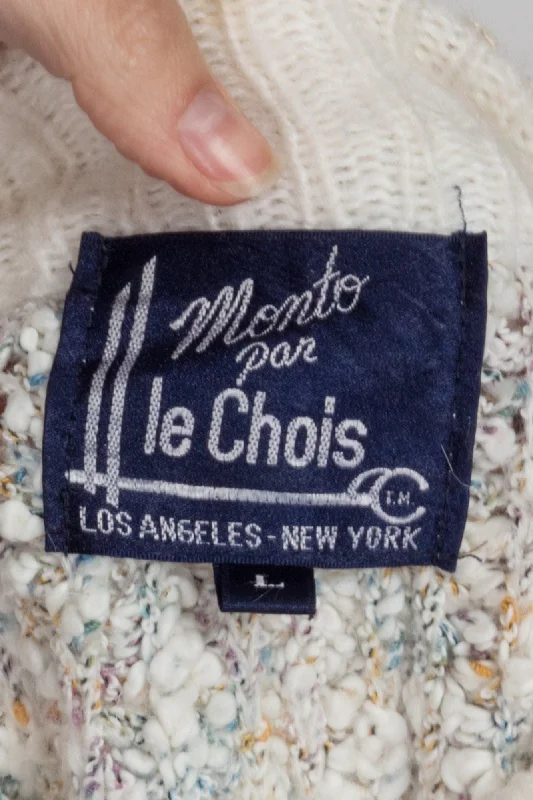 Monto
par
le Chois
T.M.
LOS ANGELES - NEW YORK
L